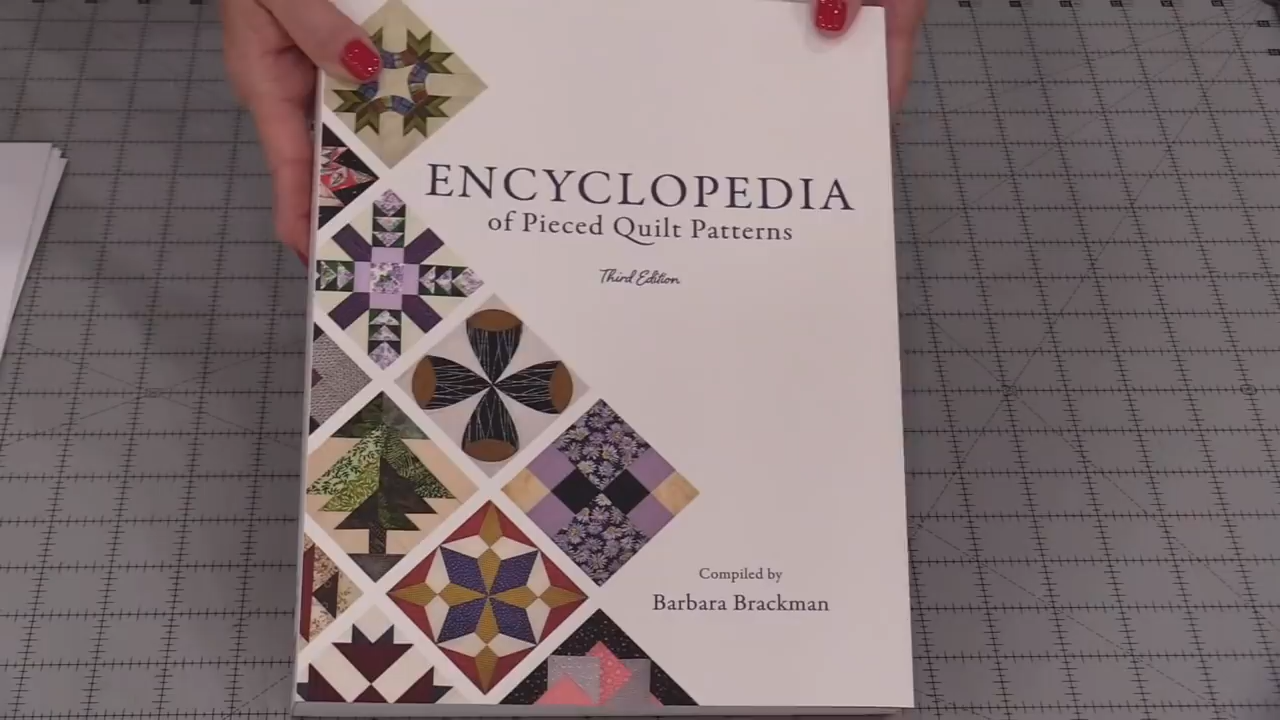 ENCYCLOPEDIA
of Pieced Quilt Patterns
Third Edition
Compiled by
Barbara Brackman